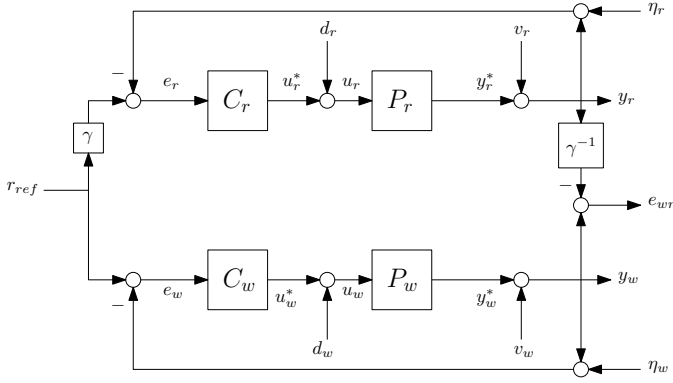 η_r
d_r
v_r
−
e_r
C_r
u_r^*
u_r
P_r
y_r^*
y_r
γ
γ^{−1}
−
r_{ref}
e_{wr}
e_w
C_w
u_w^*
u_w
P_w
y_w^*
y_w
−
d_w
v_w
η_w